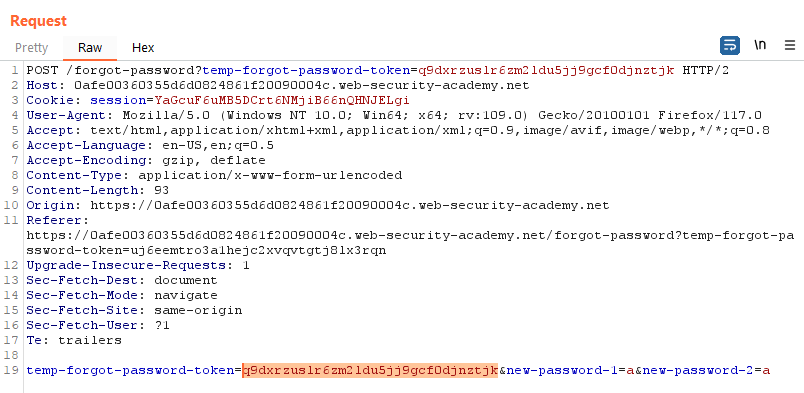 Request
Pretty Raw Hex \n
1 POST /forgot-password?temp-forgot-password-token=q9dxrzuslr6zm2ldu5jj9gcf0djnztjk HTTP/2
2 Host: 0afe00360355d6d0824861f20090004c.web-security-academy.net
3 Cookie: session=YaGcuF6uMB5DCrt6NMjiB66nQHNJELgi
4 User-Agent: Mozilla/5.0 (Windows NT 10.0; Win64; x64; rv:109.0) Gecko/20100101 Firefox/117.0
5 Accept: text/html,application/xhtml+xml,application/xml;q=0.9,image/avif,image/webp,*/*;q=0.8
6 Accept-Language: en-US,en;q=0.5
7 Accept-Encoding: gzip, deflate
8 Content-Type: application/x-www-form-urlencoded
9 Content-Length: 93
10 Origin: https://0afe00360355d6d0824861f20090004c.web-security-academy.net
11 Referer:
https://0afe00360355d6d0824861f20090004c.web-security-academy.net/forgot-password?temp-forgot-pa
ssword-token=uj6eemtro3alhejc2xvqvtgtj8lx3rqn
12 Upgrade-Insecure-Requests: 1
13 Sec-Fetch-Dest: document
14 Sec-Fetch-Mode: navigate
15 Sec-Fetch-Site: same-origin
16 Sec-Fetch-User: ?1
17 Te: trailers
18
19 temp-forgot-password-token=q9dxrzuslr6zm2ldu5jj9gcf0djnztjk&new-password-1=a&new-password-2=a